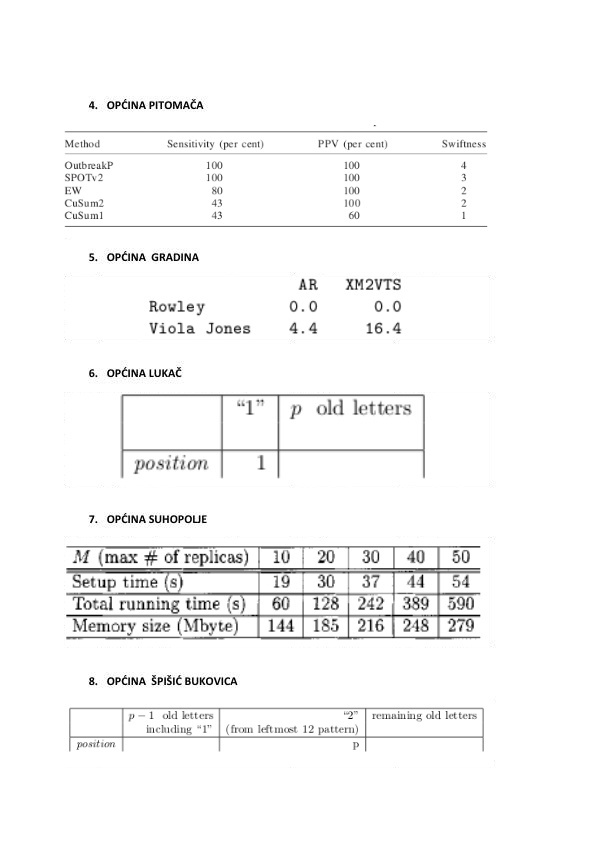 4. OPĆINA PITOMAČA
Method Sensitivity (per cent) PPV (per cent) Swiftness
OutbreakP 100 100 4
SPOTv2 100 100 3
EW 80 100 2
CuSum2 43 100 2
CuSum1 43 60 1
5. OPĆINA GRADINA
AR XM2VTS
Rowley 0.0 0.0
Viola Jones 4.4 16.4
6. OPĆINA LUKAČ
“1” p old letters
position 1
7. OPĆINA SUHOPOLJE
M (max # of replicas) 10 20 30 40 50
Setup time (s) 19 30 37 44 54
Total running time (s) 60 128 242 389 590
Memory size (Mbyte) 144 185 216 248 279
8. OPĆINA ŠPIŠIĆ BUKOVICA
p − 1 old letters “2” remaining old letters
including “1” (from leftmost 12 pattern)
position p